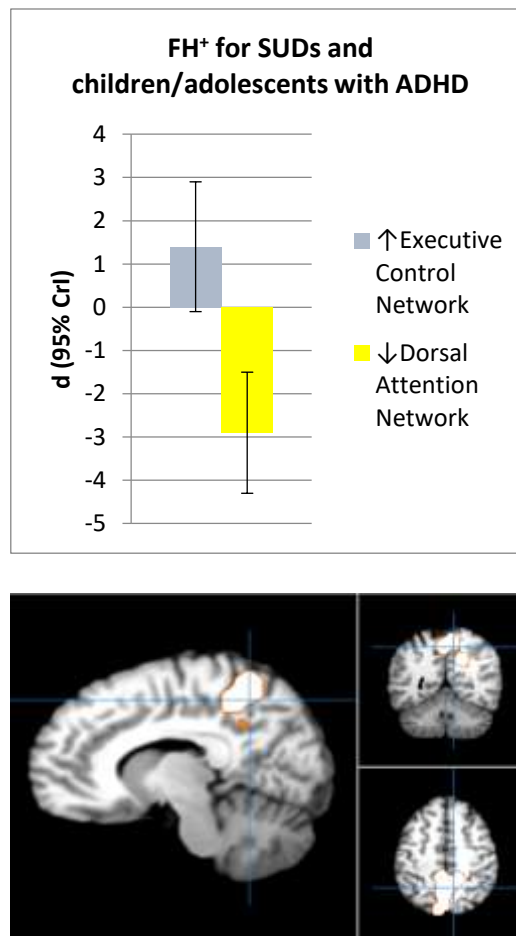 FH⁺ for SUDs and
children/adolescents with ADHD
4
3
2
1
0
-1
-2
-3
-4
-5
d (95% CrI)
↑Executive
Control
Network
↓Dorsal
Attention
Network